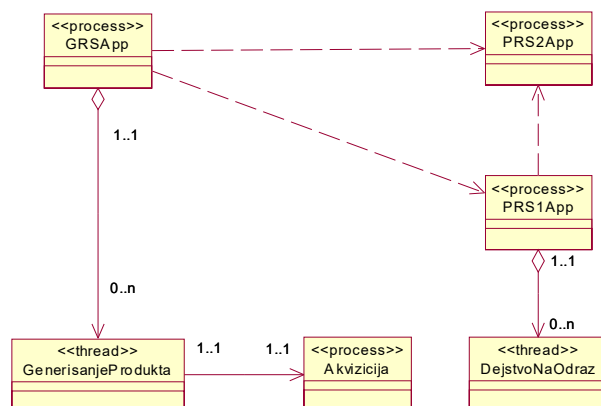 <<process>>
GRSApp
<<process>>
PRS2App
1..1
<<process>>
PRS1App
1..1
0..n
0..n
<<thread>>
GenerisanjeProdukta
1..1
1..1
<<process>>
Akvizicija
<<thread>>
DejstvoNaOdraz